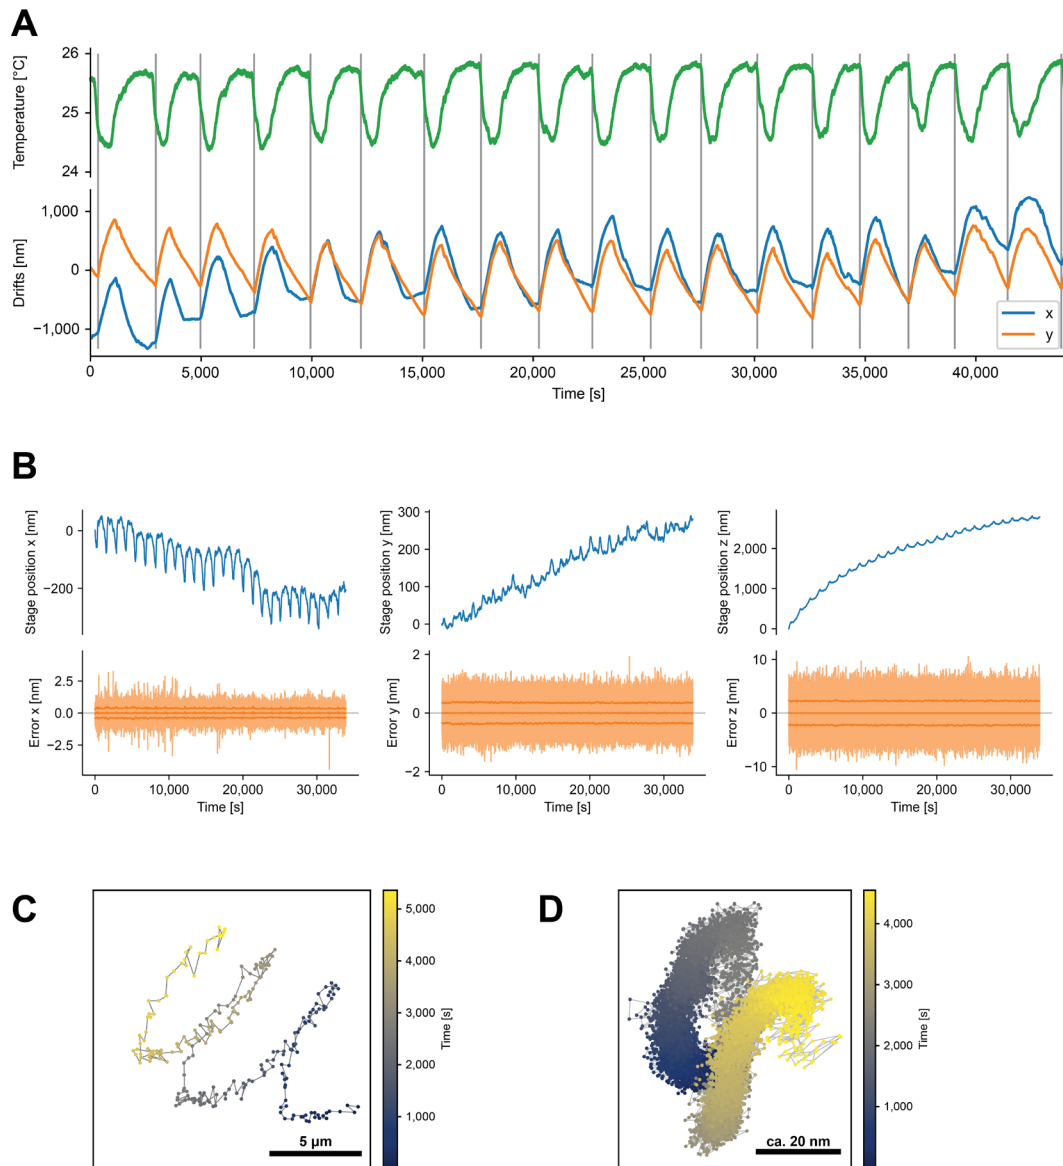 A
Temperature [°C]
26
25
24
Drifts [nm]
1,000
0
−1,000
x
y
0 5,000 10,000 15,000 20,000 25,000 30,000 35,000 40,000
Time [s]
B
Stage position x [nm]
0
−200
Stage position y [nm]
300
200
100
0
Stage position z [nm]
2,000
1,000
0
Error x [nm]
2.5
0.0
−2.5
Error y [nm]
2
0
−2
Error z [nm]
10
0
−10
0 10,000 20,000 30,000
0 10,000 20,000 30,000
0 10,000 20,000 30,000
Time [s]
Time [s]
Time [s]
C
5,000
4,000
3,000
2,000
1,000
Time [s]
5 µm
D
4,000
3,000
2,000
1,000
Time [s]
ca. 20 nm